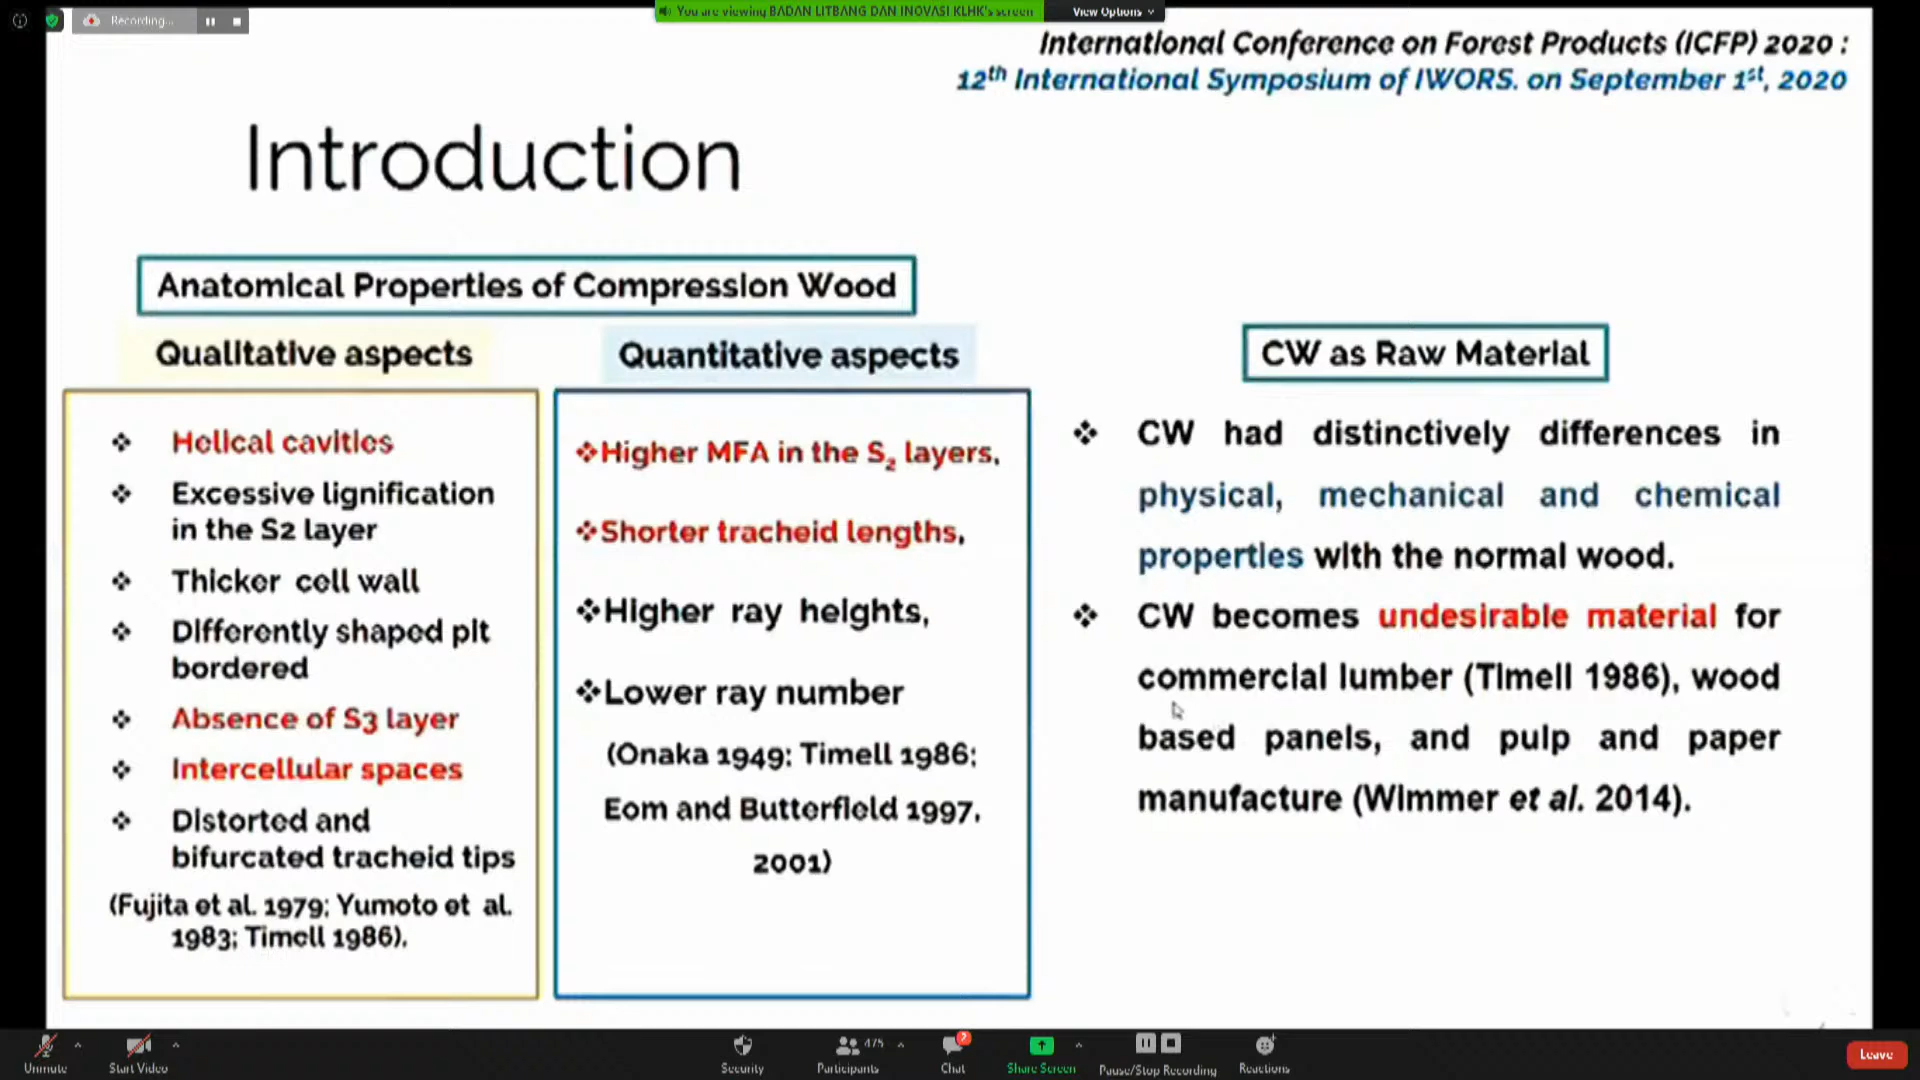 Recording...
You are viewing BADAN LITBANG DAN INOVASI KLHK's screen
View Options
International Conference on Forest Products (ICFP) 2020 :
12th International Symposium of IWORS. on September 1st, 2020
Introduction
Anatomical Properties of Compression Wood
Qualitative aspects
Helical cavities
Excessive lignification
in the S2 layer
Thicker cell wall
Differently shaped pit
bordered
Absence of S3 layer
Intercellular spaces
Distorted and
bifurcated tracheid tips
(Fujita et al. 1979; Yumoto et al.
1983; Timell 1986).
Quantitative aspects
Higher MFA in the S2 layers,
Shorter tracheid lengths,
Higher ray heights,
Lower ray number
(Onaka 1949; Timell 1986;
Eom and Butterfield 1997,
2001)
CW as Raw Material
CW had distinctively differences in
physical, mechanical and chemical
properties with the normal wood.
CW becomes undesirable material for
commercial lumber (Timell 1986), wood
based panels, and pulp and paper
manufacture (Wimmer et al. 2014).
Unmute
Start Video
Security
475
Participants
Chat
Share Screen
Pause/Stop Recording
Reactions
Leave